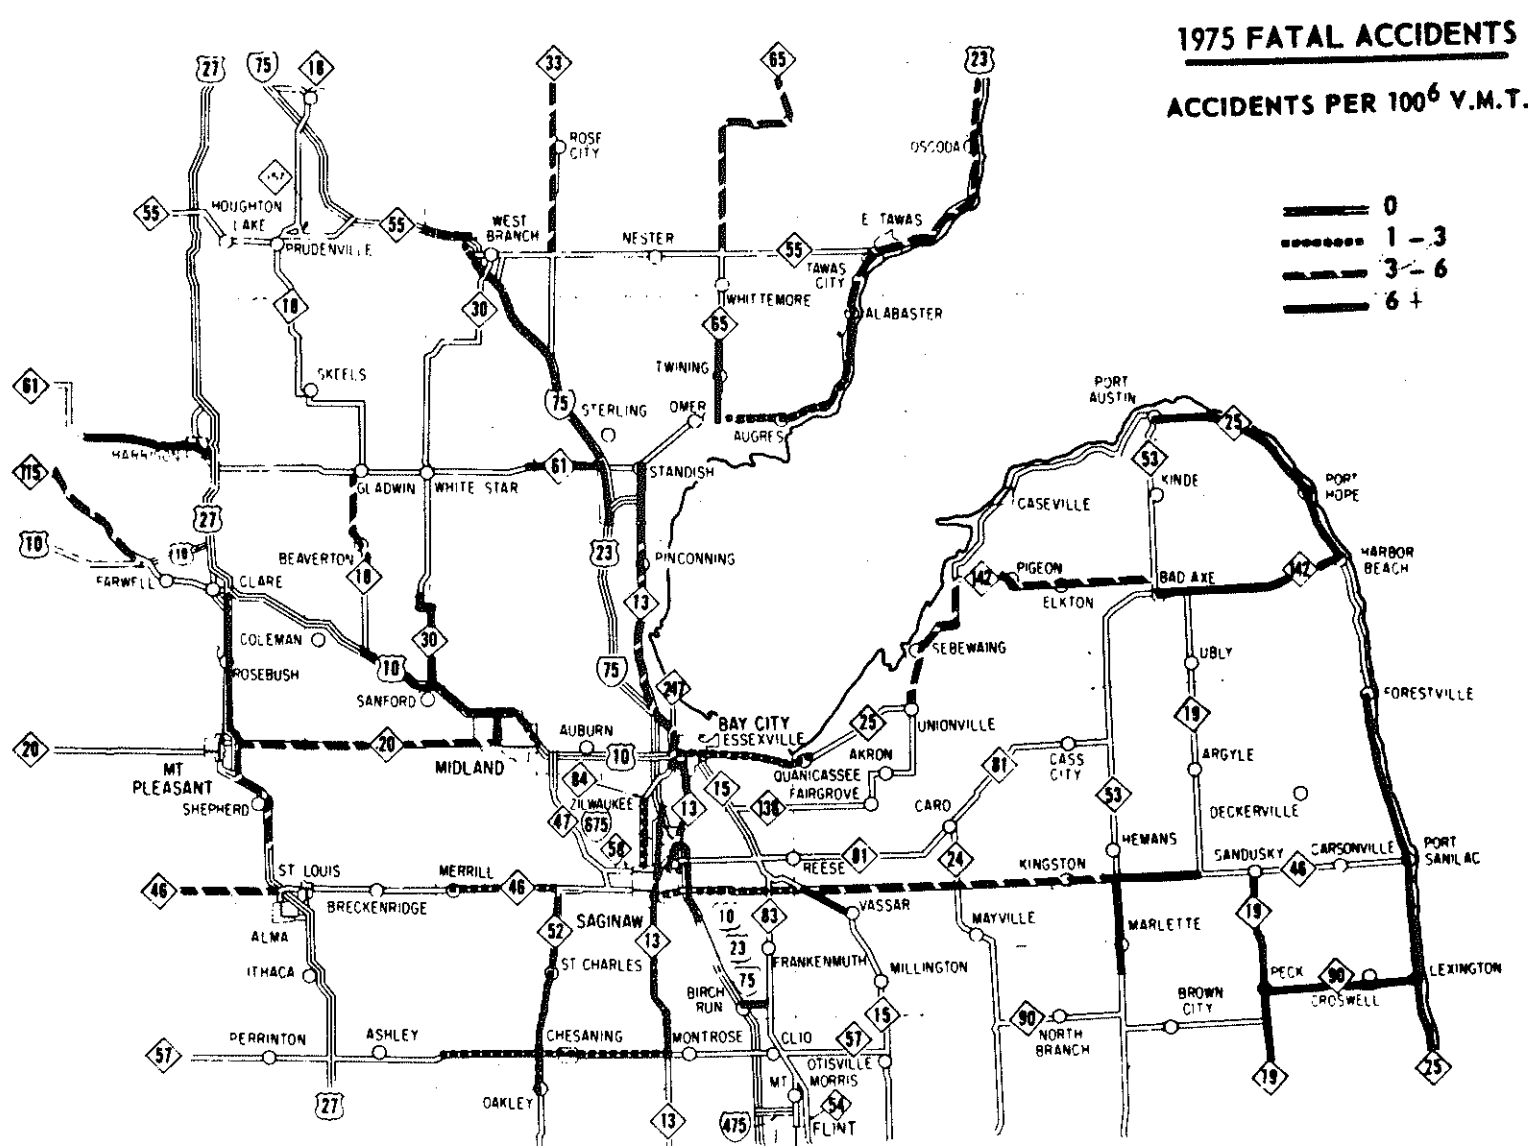 1975 FATAL ACCIDENTS
ACCIDENTS PER 100⁶ V.M.T.
0
1 - 3
3 - 6
6 +
27
75
18
33
65
23
ROSE
CITY
OSCODA
55
HOUGHTON
LAKE
PRUDENVILLE
55
WEST
BRANCH
NESTER
55
E TAWAS
TAWAS
CITY
18
30
WHITTEMORE
65
ALABASTER
61
SKEELS
TWINING
75
STERLING
OMER
AUGRES
PORT
AUSTIN
25
115
GLADWIN
WHITE STAR
61
STANDISH
53
KINDE
PORT
HOPE
CASEVILLE
27
10
18
BEAVERTON
18
23
PINCONNING
HARBOR
BEACH
142
PIGEON
BAD AXE
142
ELKTON
FARWELL
CLARE
13
COLEMAN
30
SEBEWAING
UBLY
ROSEBUSH
10
75
SANFORD
247
FORESTVILLE
20
20
AUBURN
BAY CITY
ESSEXVILLE
25
UNIONVILLE
19
MT
PLEASANT
MIDLAND
10
AKRON
QUANICASSEE
FAIRGROVE
81
CASS
CITY
ARGYLE
SHEPHERD
84
ZILWAUKEE
15
13
138
CARO
53
DECKERVILLE
47
675
58
HEMANS
ST LOUIS
MERRILL
REESE
81
24
KINGSTON
SANDUSKY
CARSONVILLE
PORT
SANILAC
46
BRECKENRIDGE
46
46
ALMA
SAGINAW
VASSAR
MAYVILLE
19
52
13
10
83
MARLETTE
ITHACA
ST CHARLES
23
FRANKENMUTH
75
MILLINGTON
PECK
90
CROSWELL
LEXINGTON
BIRCH
RUN
15
90
NORTH
BRANCH
BROWN
CITY
57
PERRINTON
ASHLEY
CHESANING
MONTROSE
CLIO
57
OTISVILLE
MT MORRIS
27
OAKLEY
13
475
54
FLINT
19
25